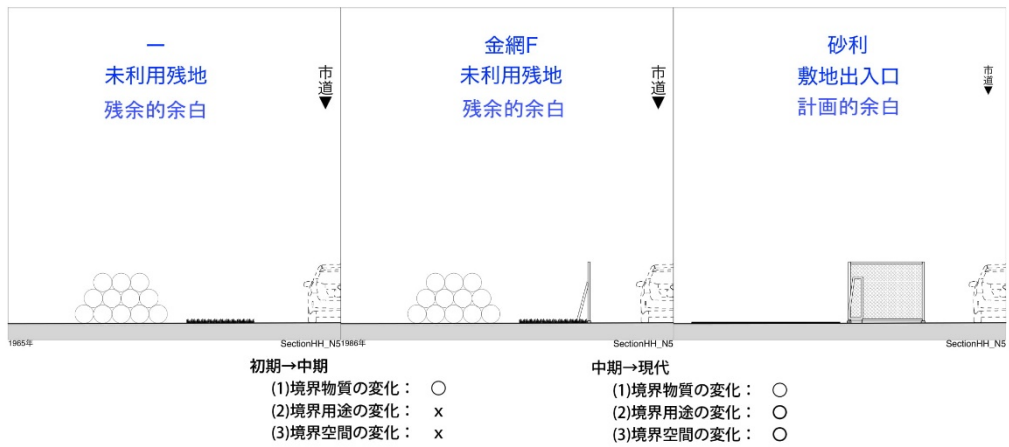 ー
未利用残地
残余的余白
市道▼
金網F
未利用残地
残余的余白
市道▼
砂利
敷地出入口
計画的余白
市道▼
1965年
SectionHH_N5
1986年
SectionHH_N5
SectionHH_N5
初期→中期
(1)境界物質の変化： ○
(2)境界用途の変化： x
(3)境界空間の変化： x
中期→現代
(1)境界物質の変化： ○
(2)境界用途の変化： ○
(3)境界空間の変化： ○